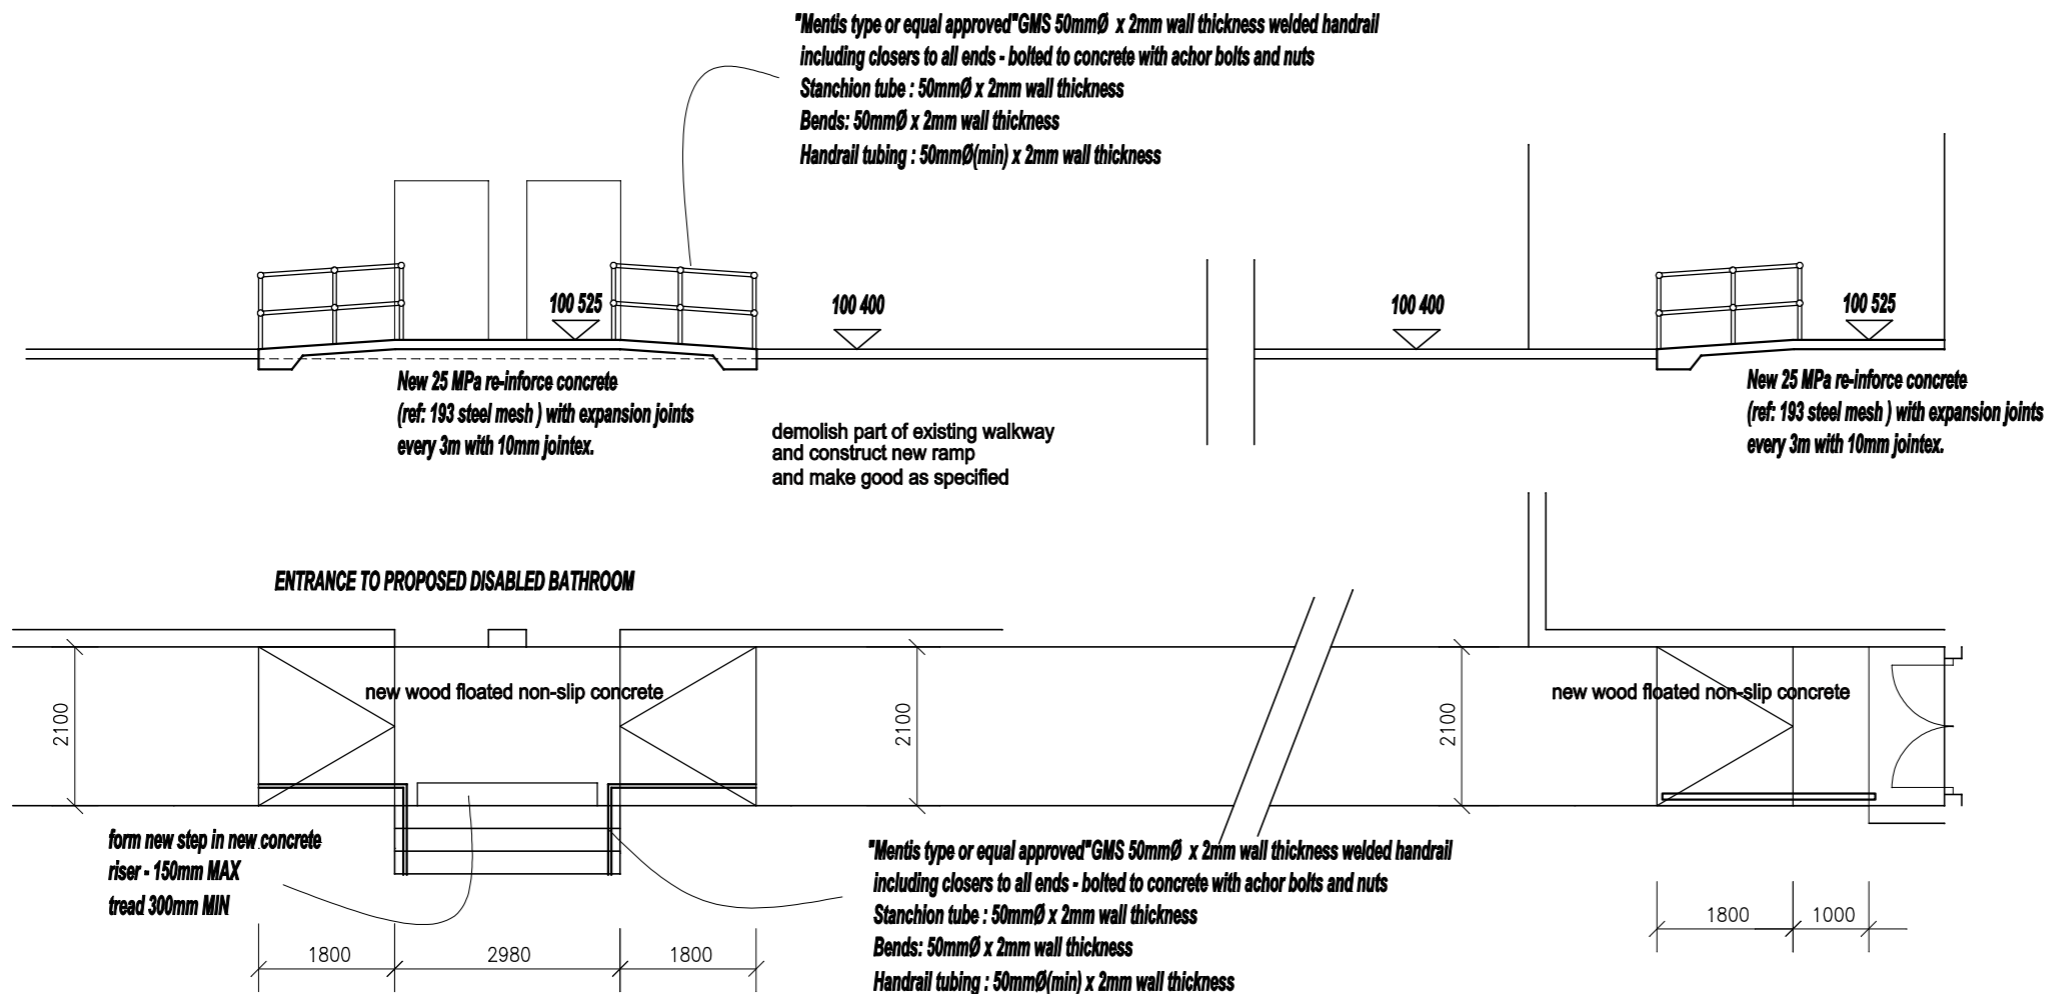 "Mentis type or equal approved"GMS 50mmØ x 2mm wall thickness welded handrail
including closers to all ends - bolted to concrete with achor bolts and nuts
Stanchion tube : 50mmØ x 2mm wall thickness
Bends: 50mmØ x 2mm wall thickness
Handrail tubing : 50mmØ(min) x 2mm wall thickness
100 525
100 400
100 400
100 525
New 25 MPa re-inforce concrete
(ref: 193 steel mesh ) with expansion joints
every 3m with 10mm jointex.
demolish part of existing walkway
and construct new ramp
and make good as specified
New 25 MPa re-inforce concrete
(ref: 193 steel mesh ) with expansion joints
every 3m with 10mm jointex.
ENTRANCE TO PROPOSED DISABLED BATHROOM
new wood floated non-slip concrete
new wood floated non-slip concrete
2100
2100
2100
form new step in new concrete
riser - 150mm MAX
tread 300mm MIN
"Mentis type or equal approved"GMS 50mmØ x 2mm wall thickness welded handrail
including closers to all ends - bolted to concrete with achor bolts and nuts
Stanchion tube : 50mmØ x 2mm wall thickness
Bends: 50mmØ x 2mm wall thickness
Handrail tubing : 50mmØ(min) x 2mm wall thickness
1800
2980
1800
1800
1000